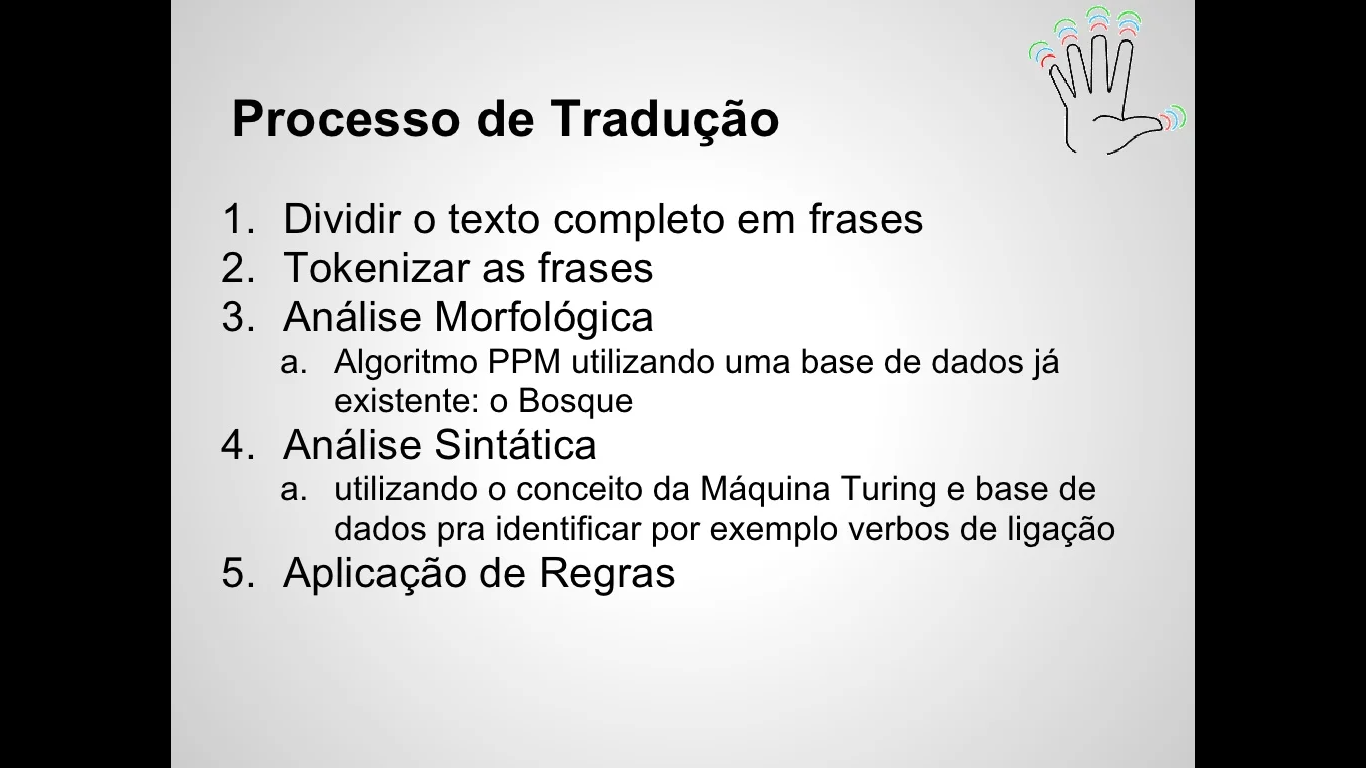 Processo de Tradução
1. Dividir o texto completo em frases
2. Tokenizar as frases
3. Análise Morfológica
a. Algoritmo PPM utilizando uma base de dados já
existente: o Bosque
4. Análise Sintática
a. utilizando o conceito da Máquina Turing e base de
dados pra identificar por exemplo verbos de ligação
5. Aplicação de Regras